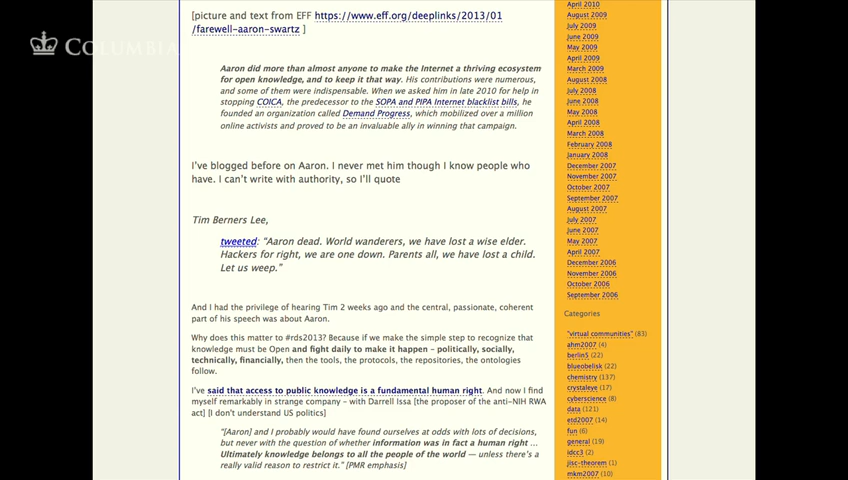 COLUMBIA
[picture and text from EFF https://www.eff.org/deeplinks/2013/01
/farewell-aaron-swartz ]
Aaron did more than almost anyone to make the Internet a thriving ecosystem
for open knowledge, and to keep it that way. His contributions were numerous,
and some of them were indispensable. When we asked him in late 2010 for help in
stopping COICA, the predecessor to the SOPA and PIPA Internet blacklist bills, he
founded an organization called Demand Progress, which mobilized over a million
online activists and proved to be an invaluable ally in winning that campaign.
I've blogged before on Aaron. I never met him though I know people who
have. I can't write with authority, so I'll quote
Tim Berners Lee,
tweeted: "Aaron dead. World wanderers, we have lost a wise elder.
Hackers for right, we are one down. Parents all, we have lost a child.
Let us weep."
And I had the privilege of hearing Tim 2 weeks ago and the central, passionate, coherent
part of his speech was about Aaron.
Why does this matter to #rds2013? Because if we make the simple step to recognize that
knowledge must be Open and fight daily to make it happen – politically, socially,
technically, financially, then the tools, the protocols, the repositories, the ontologies
follow.
I've said that access to public knowledge is a fundamental human right. And now I find
myself remarkably in strange company – with Darrell Issa [the proposer of the anti-NIH RWA
act] [I don't understand US politics]
"[Aaron] and I probably would have found ourselves at odds with lots of decisions,
but never with the question of whether information was in fact a human right ...
Ultimately knowledge belongs to all the people of the world — unless there's a
really valid reason to restrict it." [PMR emphasis]
April 2010
August 2009
July 2009
June 2009
May 2009
April 2009
March 2009
August 2008
July 2008
June 2008
May 2008
April 2008
March 2008
February 2008
January 2008
December 2007
November 2007
October 2007
September 2007
August 2007
July 2007
June 2007
May 2007
April 2007
December 2006
November 2006
October 2006
September 2006
Categories
"virtual communities" (83)
ahm2007 (4)
berlin5 (22)
blueobelisk (22)
chemistry (137)
crystaleye (17)
cyberscience (8)
data (121)
etd2007 (14)
fun (6)
general (19)
idcc3 (2)
jisc-theorem (1)
mkm2007 (10)